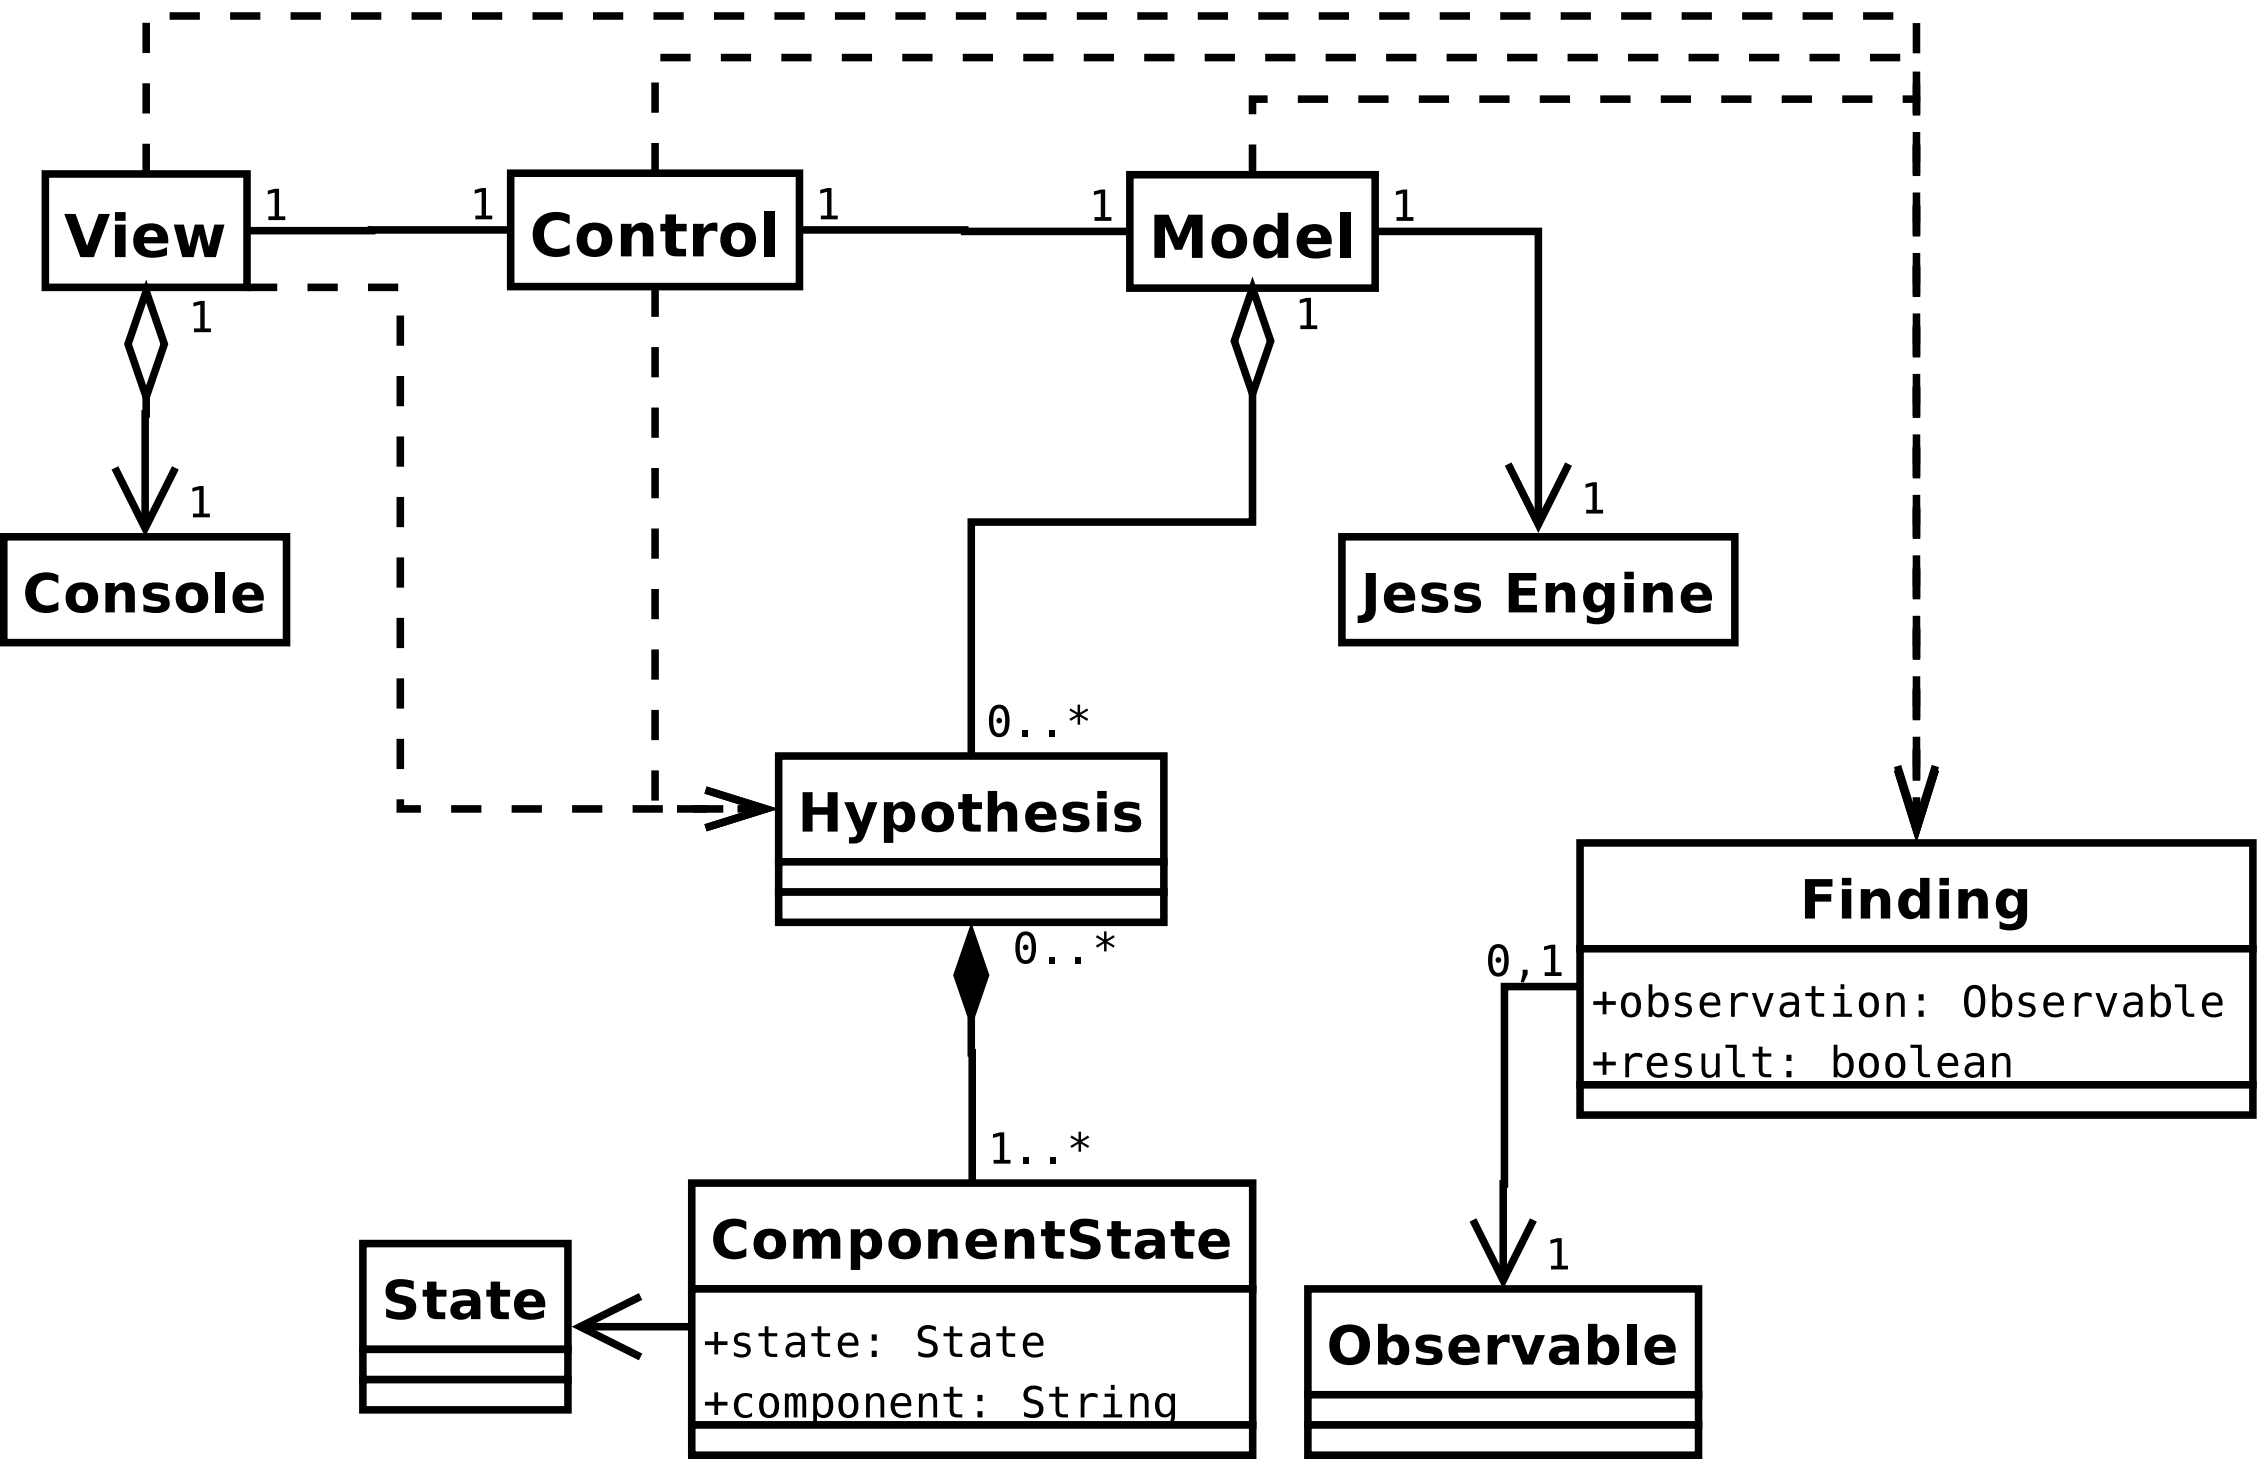 1
1
1
1
1
View
Control
Model
1
1
1
1
Console
Jess Engine
0..*
Hypothesis
Finding
0..*
0,1
+observation: Observable
+result: boolean
1..*
ComponentState
1
State
+state: State
Observable
+component: String